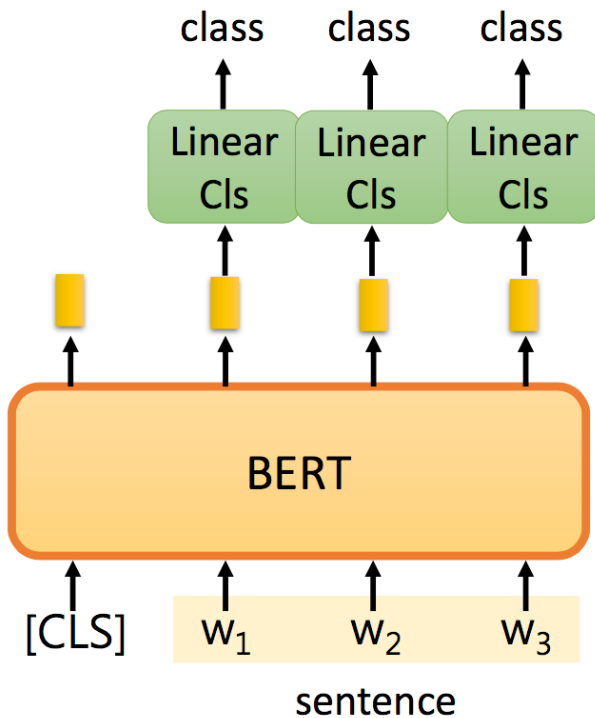 class class class
Linear Cls Linear Cls Linear Cls
BERT
[CLS] w₁ w₂ w₃
sentence